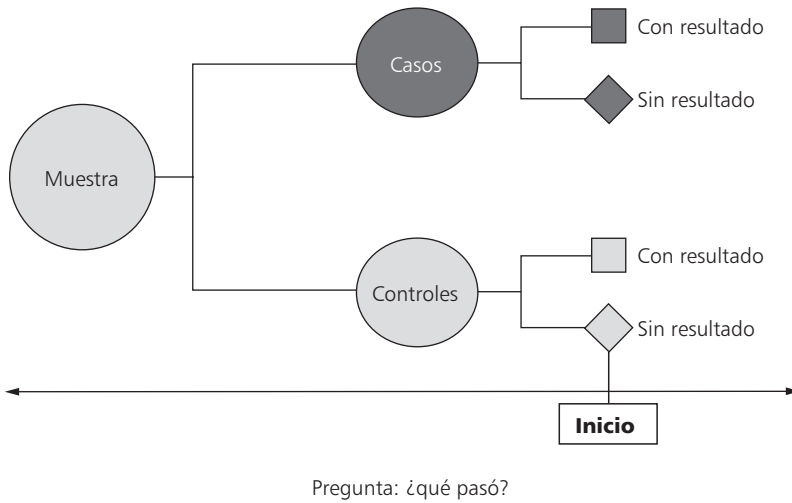 Muestra
Casos
Con resultado
Sin resultado
Controles
Con resultado
Sin resultado
Inicio
Pregunta: ¿qué pasó?